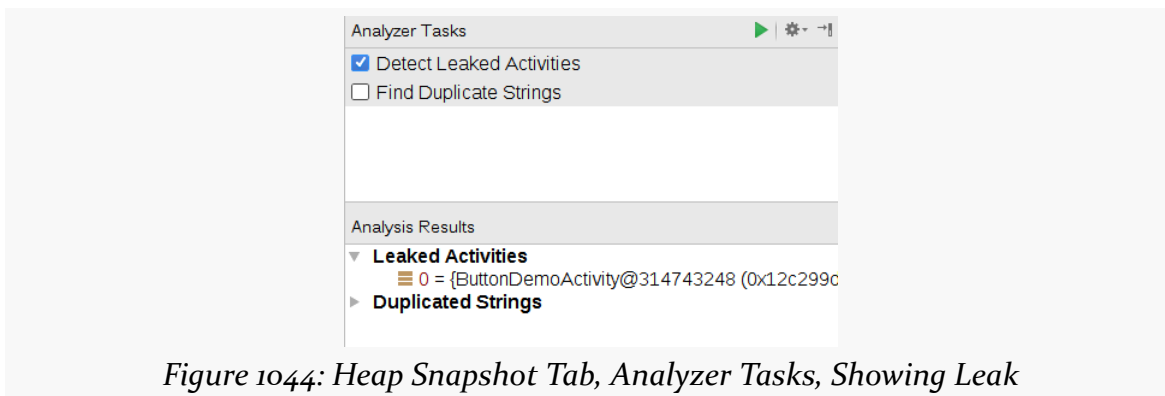 Analyzer Tasks
Detect Leaked Activities
Find Duplicate Strings
Analysis Results
Leaked Activities
0 = {ButtonDemoActivity@314743248 (0x12c299c
Duplicated Strings
Figure 1044: Heap Snapshot Tab, Analyzer Tasks, Showing Leak